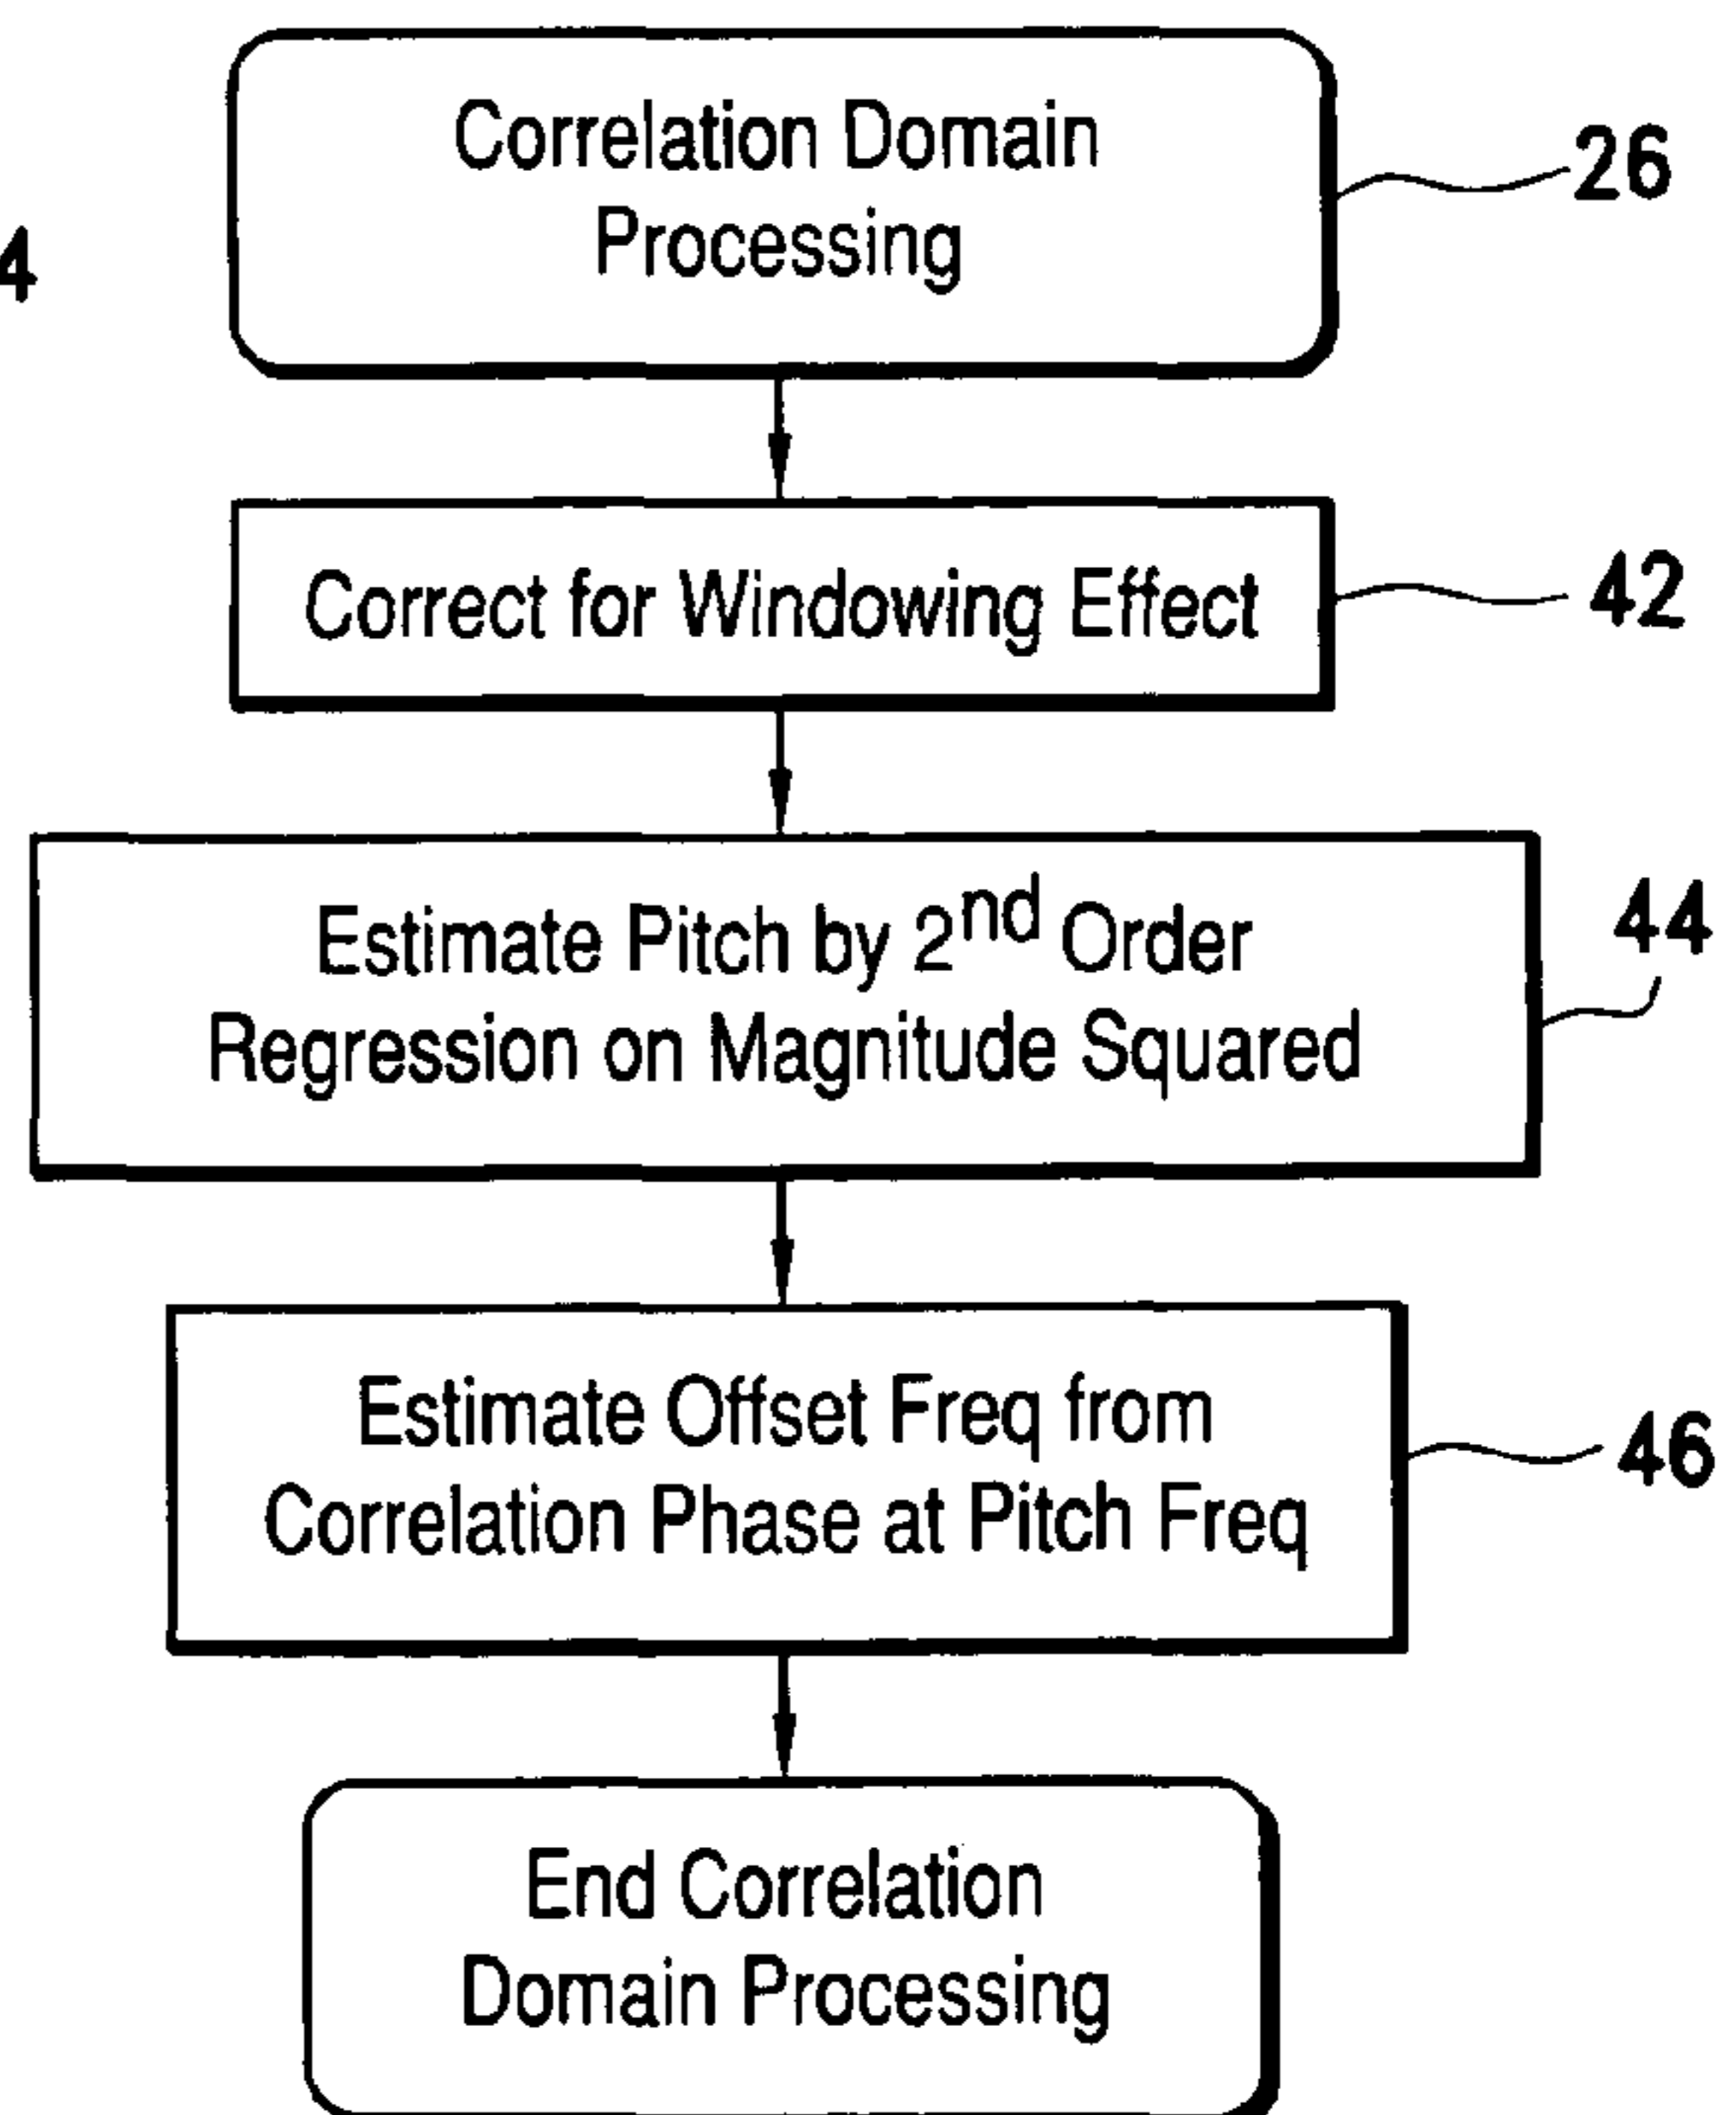 4
Correlation Domain
Processing
26
Correct for Windowing Effect
42
Estimate Pitch by 2nd Order
Regression on Magnitude Squared
44
Estimate Offset Freq from
Correlation Phase at Pitch Freq
46
End Correlation
Domain Processing